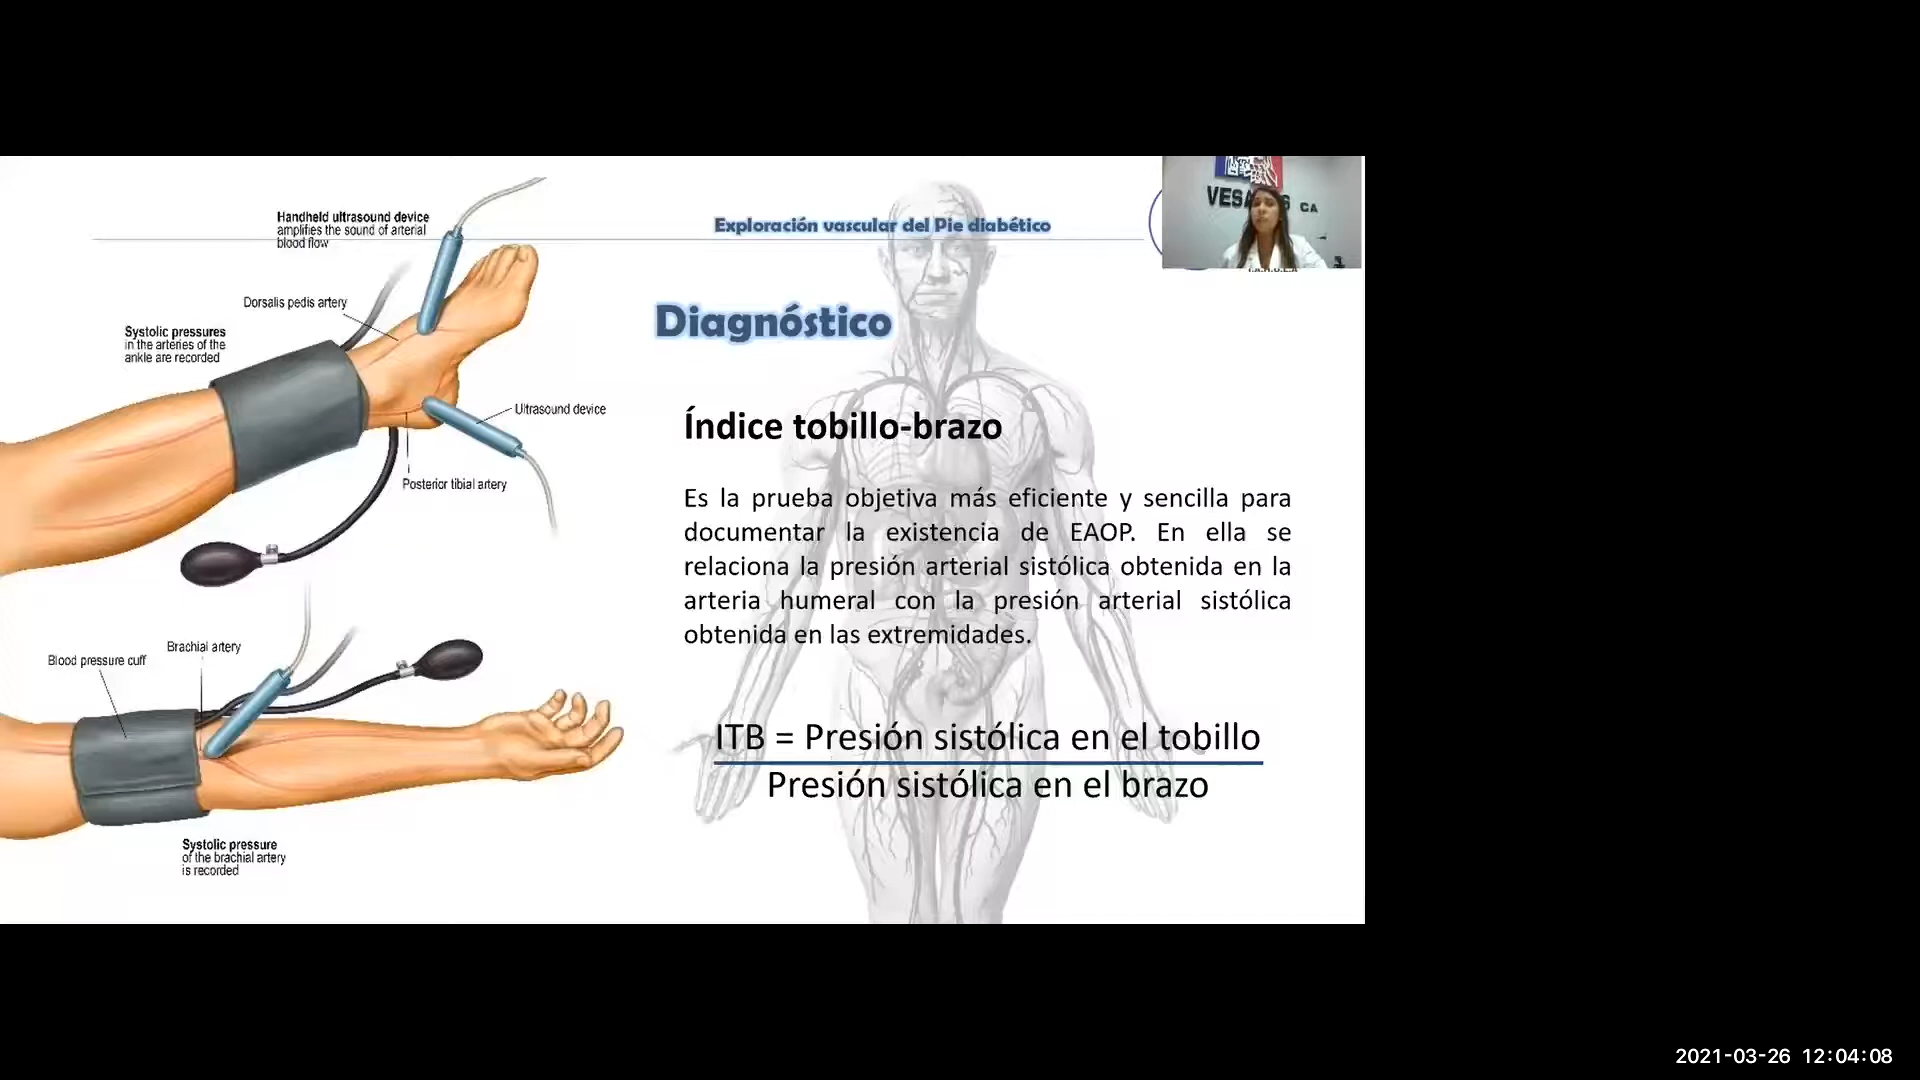 Handheld ultrasound device
amplifies the sound of arterial
blood flow
Dorsalis pedis artery
Systolic pressures
in the arteries of the
ankle are recorded
Ultrasound device
Posterior tibial artery
Brachial artery
Blood pressure cuff
Systolic pressure
of the brachial artery
is recorded
Exploración vascular del Pie diabético
CA
Diagnóstico
Índice tobillo-brazo
Es la prueba objetiva más eficiente y sencilla para
documentar la existencia de EAOP. En ella se
relaciona la presión arterial sistólica obtenida en la
arteria humeral con la presión arterial sistólica
obtenida en las extremidades.
ITB = Presión sistólica en el tobillo
Presión sistólica en el brazo
2021-03-26 12:04:08